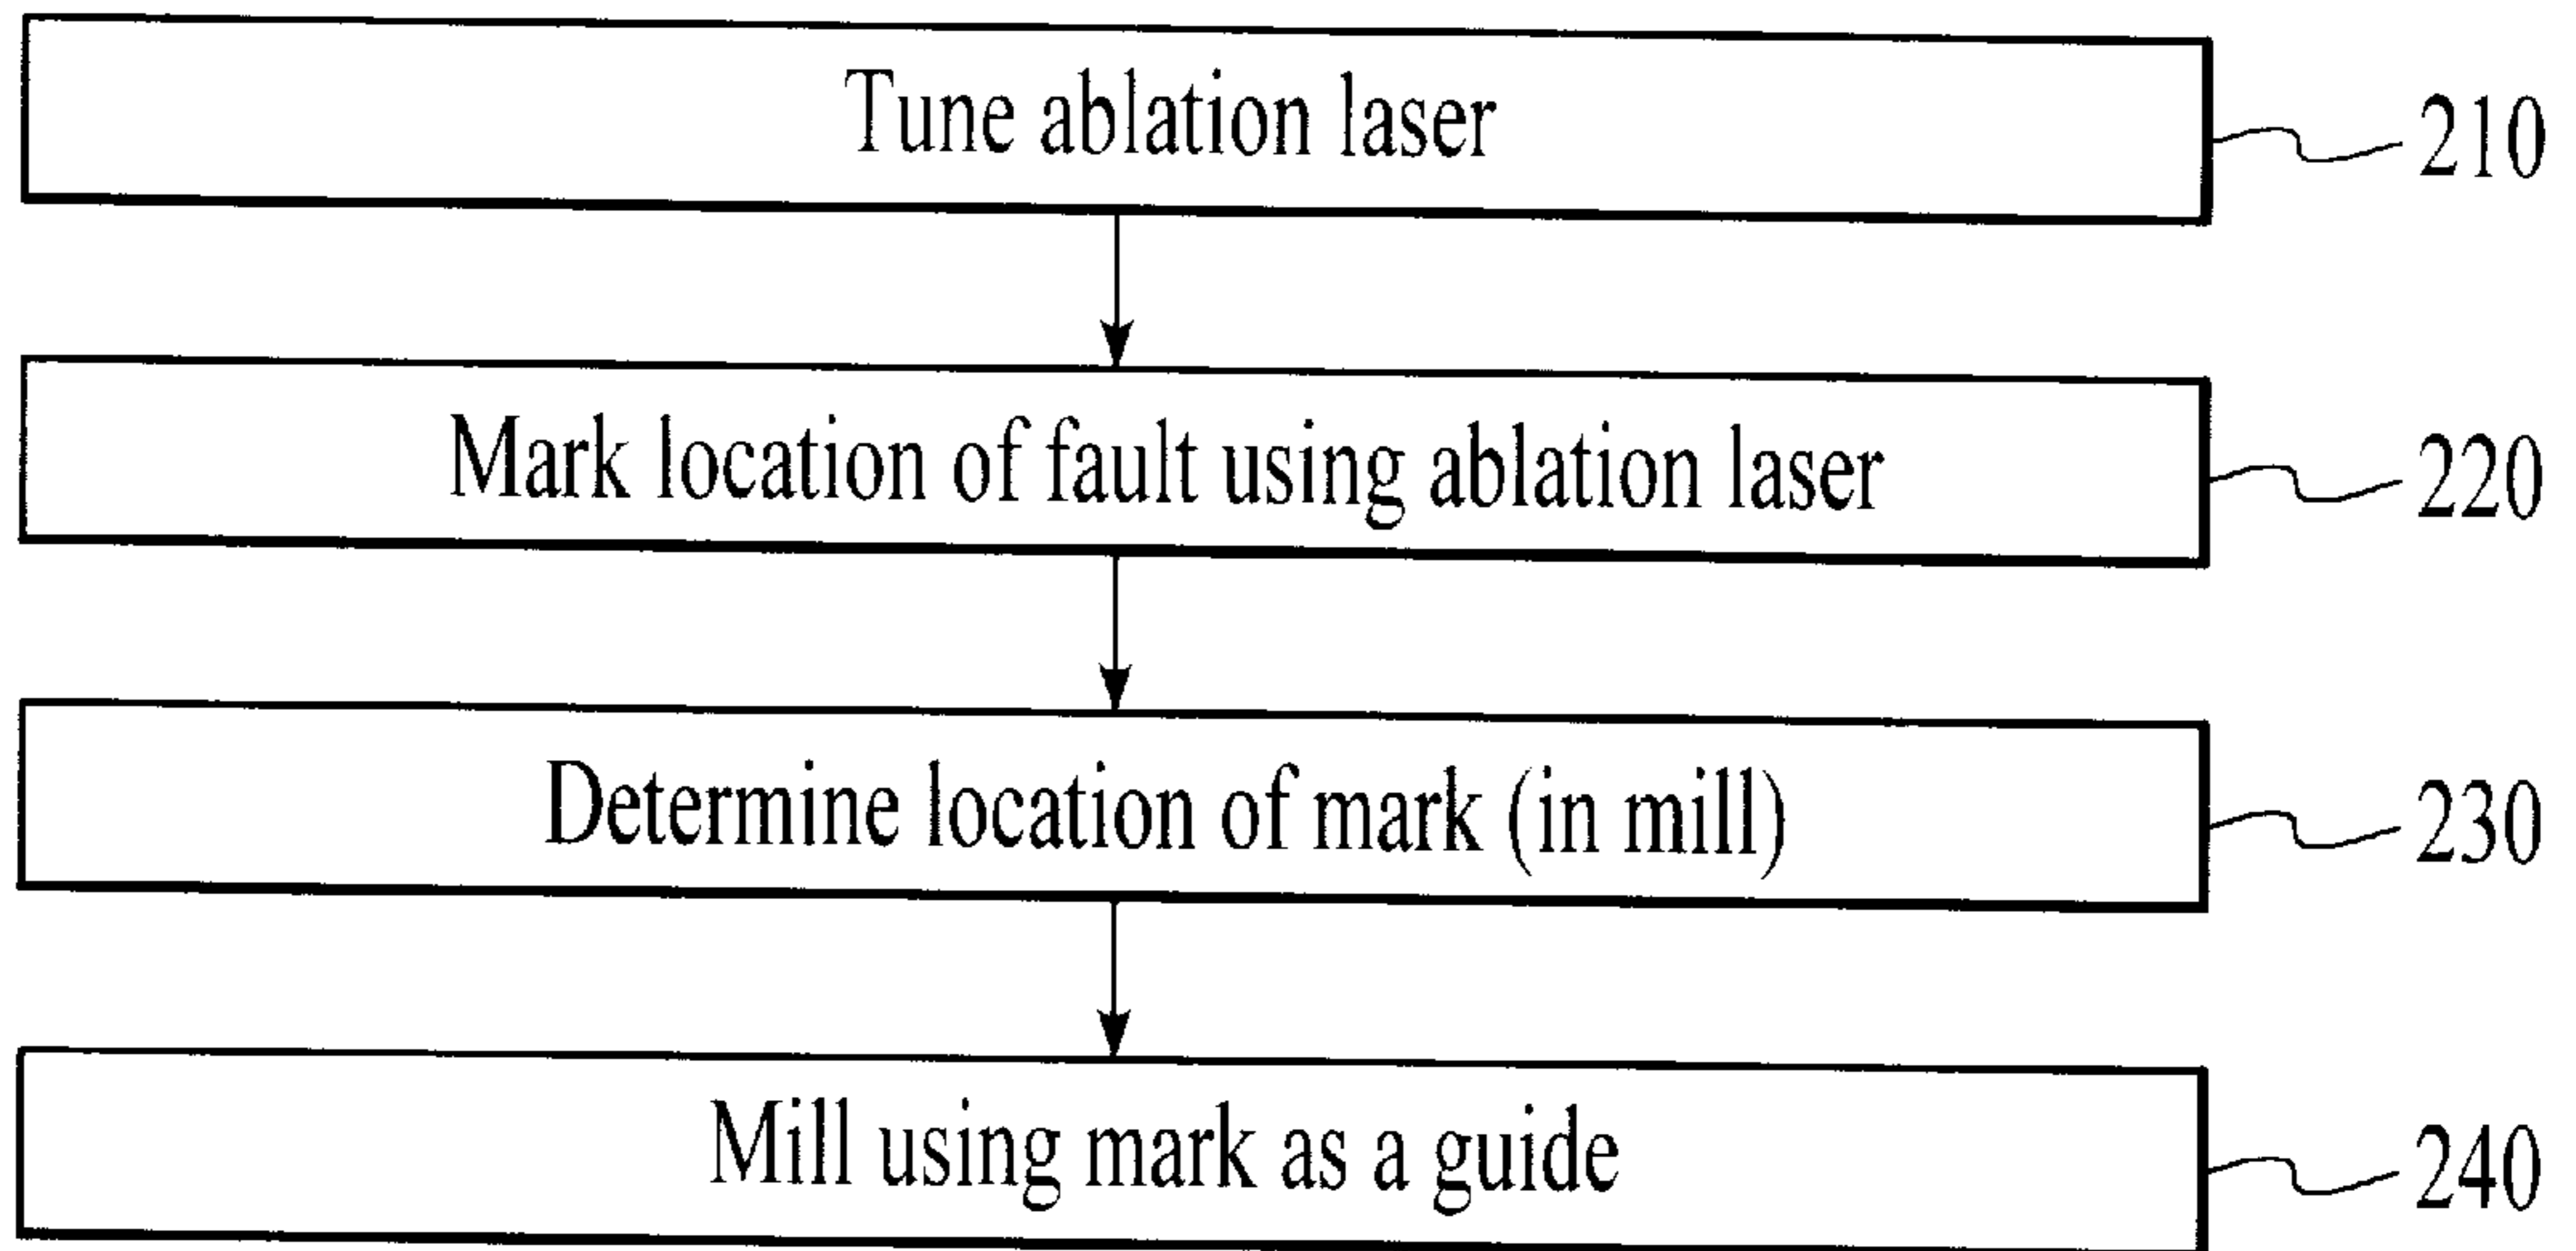 Tune ablation laser
210
Mark location of fault using ablation laser
220
Determine location of mark (in mill)
230
Mill using mark as a guide
240